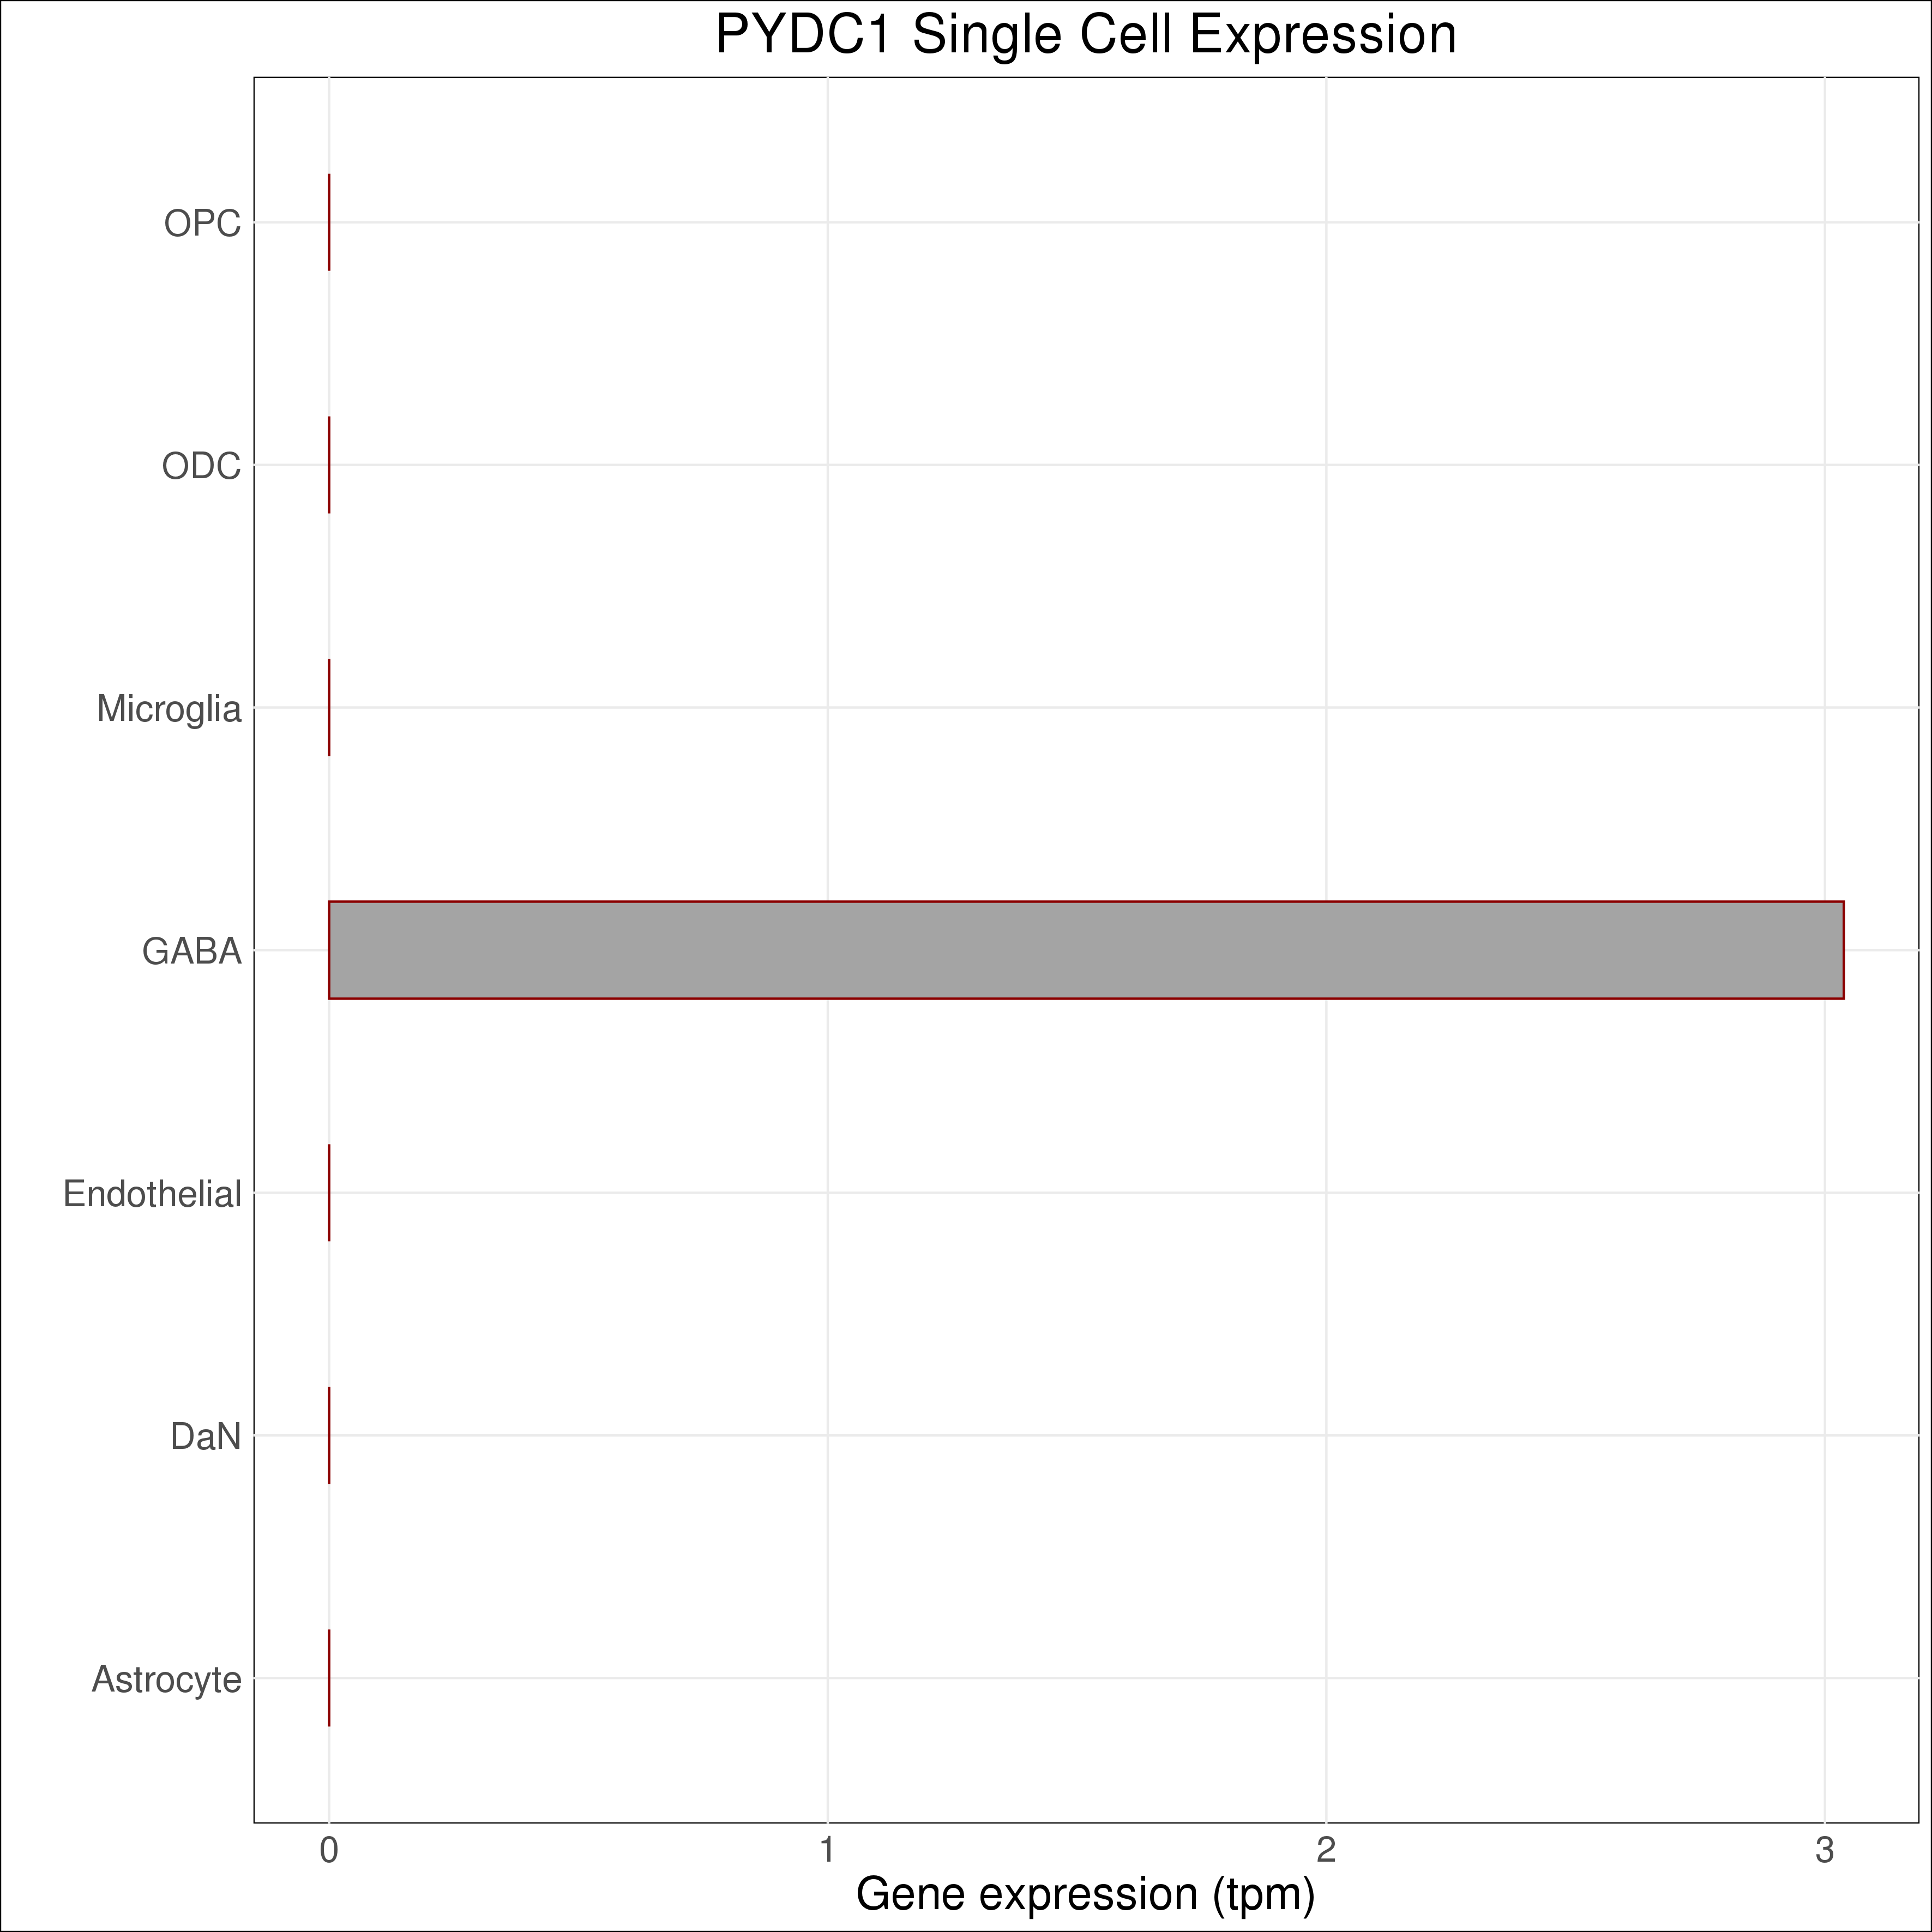 PYDC1 Single Cell Expression
OPC
ODC
Microglia
GABA
Endothelial
DaN
Astrocyte
0 1 2 3
Gene expression (tpm)